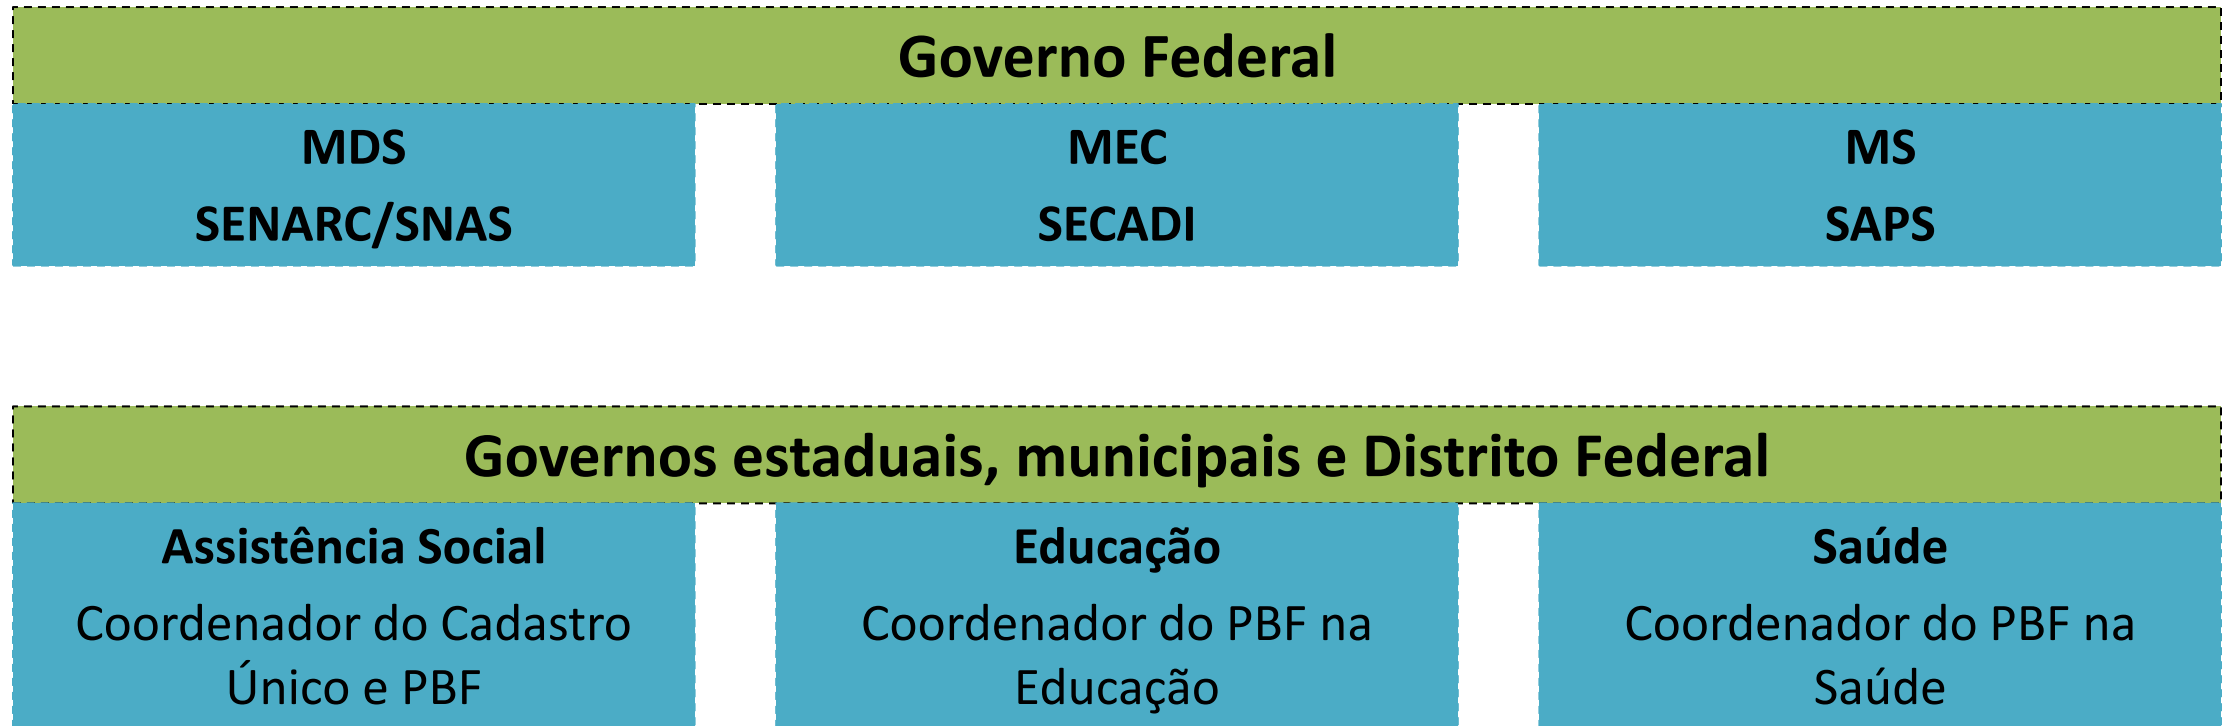 Governo Federal
MDS
SENARC/SNAS
MEC
SECADI
MS
SAPS
Governos estaduais, municipais e Distrito Federal
Assistência Social
Coordenador do Cadastro
Único e PBF
Educação
Coordenador do PBF na
Educação
Saúde
Coordenador do PBF na
Saúde